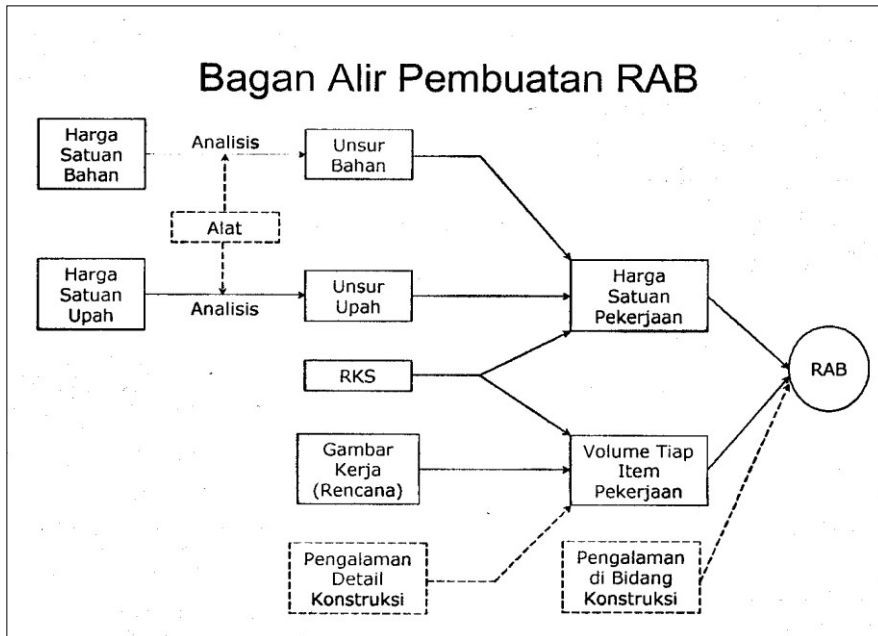 Bagan Alir Pembuatan RAB
Harga
Satuan
Bahan
Analisis
Unsur
Bahan
Alat
Harga
Satuan
Upah
Analisis
Unsur
Upah
Harga
Satuan
Pekerjaan
RKS
RAB
Gambar
Kerja
(Rencana)
Volume Tiap
Item
Pekerjaan
Pengalaman
Detail
Konstruksi
Pengalaman
di Bidang
Konstruksi